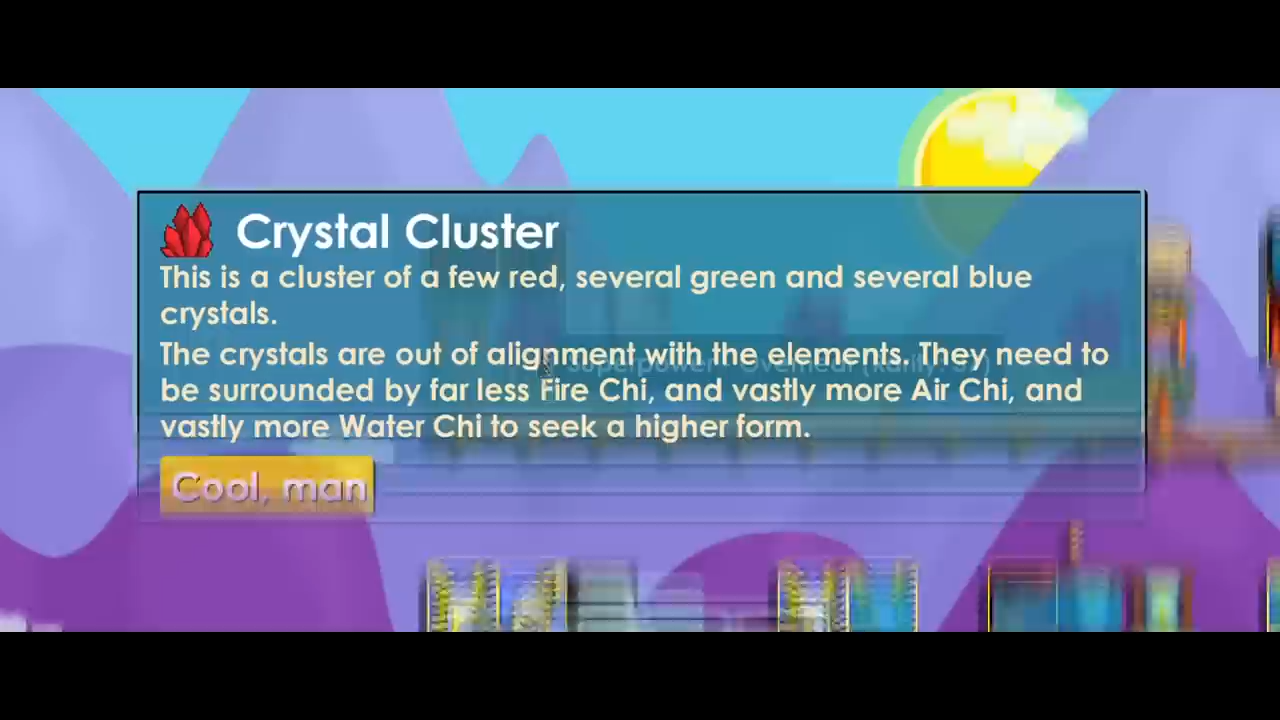 Crystal Cluster
This is a cluster of a few red, several green and several blue
crystals.
The crystals are out of alignment with the elements. They need to
be surrounded by far less Fire Chi, and vastly more Air Chi, and
vastly more Water Chi to seek a higher form.
Cool, man